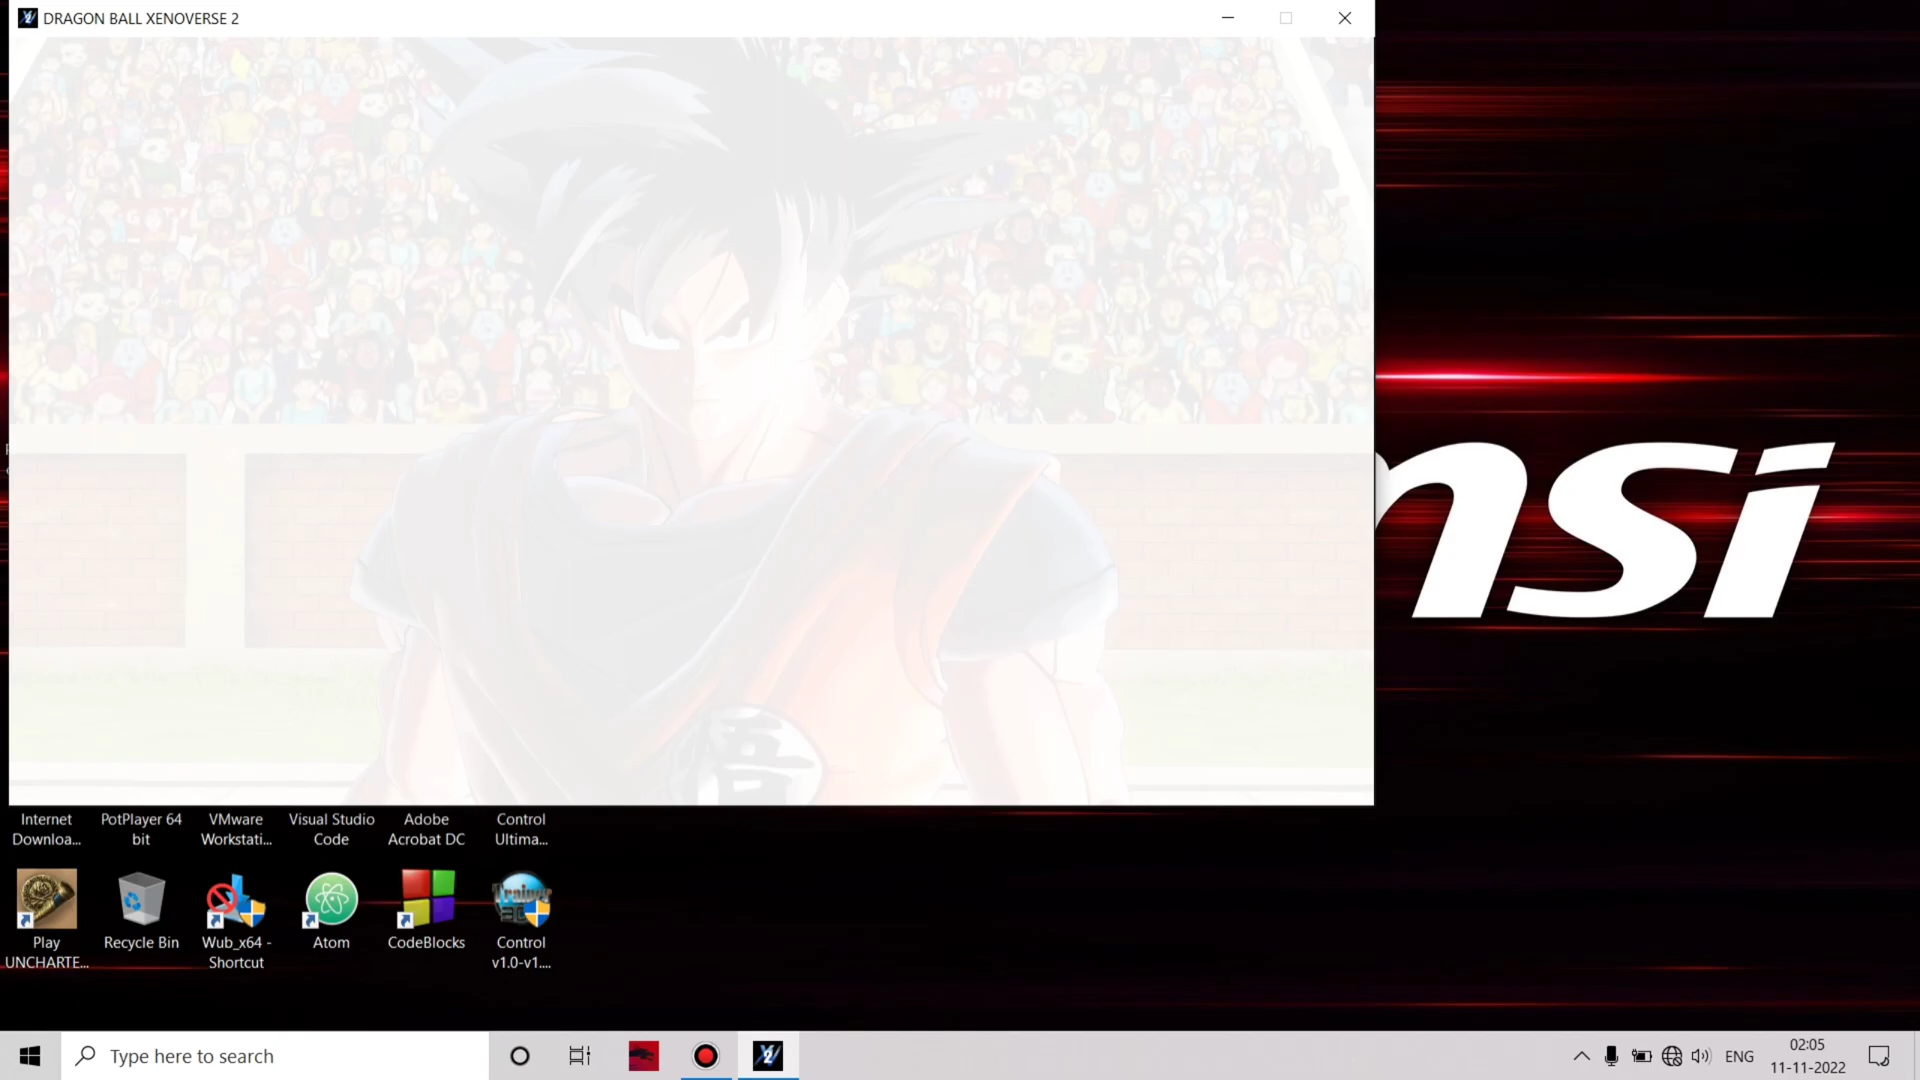 DRAGON BALL XENOVERSE 2
悟
msi
Internet
Downloa...
PotPlayer 64
bit
VMware
Workstati...
Visual Studio
Code
Adobe
Acrobat DC
Control
Ultima...
Play
UNCHARTE...
Recycle Bin
Wub_x64 -
Shortcut
Atom
CodeBlocks
Trainer
Control
v1.0-v1....
Type here to search
ENG
02:05
11-11-2022